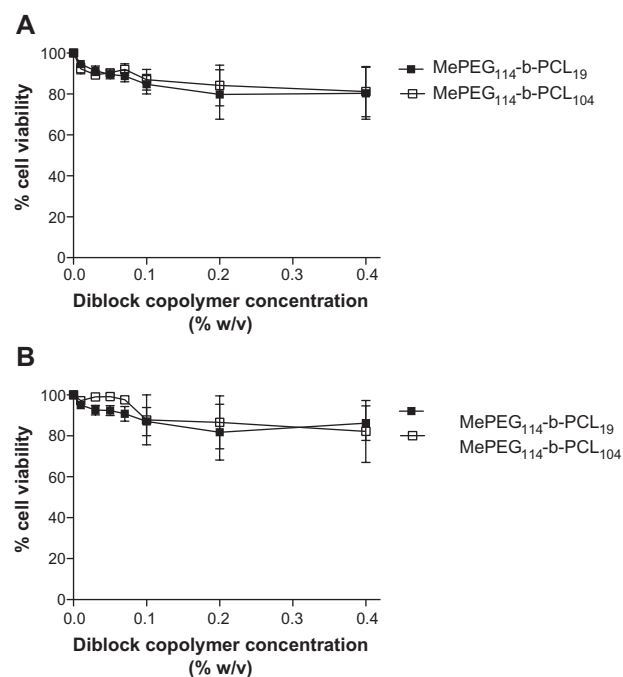 A
100
80
60
40
20
0
% cell viability
0.0 0.1 0.2 0.3 0.4
Diblock copolymer concentration
(% w/v)
MePEG₁₁₄-b-PCL₁₉
MePEG₁₁₄-b-PCL₁₀₄
B
100
80
60
40
20
0
% cell viability
0.0 0.1 0.2 0.3 0.4
Diblock copolymer concentration
(% w/v)
MePEG₁₁₄-b-PCL₁₉
MePEG₁₁₄-b-PCL₁₀₄